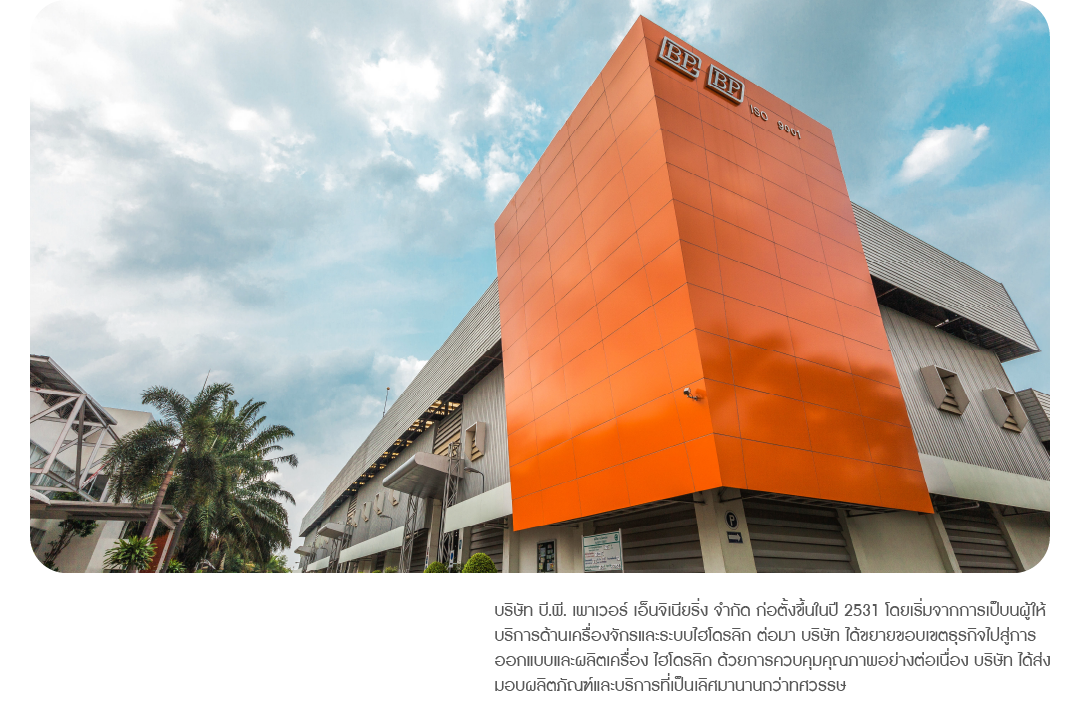 BP BP
ISO 9001
P
บริษัท บี.พี. เพาเวอร์ เอ็นจิเนียริ่ง จำกัด ก่อตั้งขึ้นในปี 2531 โดยเริ่มจากการเป็บนผู้ให้
บริการด้านเครื่องจักรและระบบไฮโดรลิก ต่อมา บริษัท ได้ขยายขอบเขตธุรกิจไปสู่การ
ออกแบบและผลิตเครื่อง ไฮโดรลิก ด้วยการควบคุมคุณภาพอย่างต่อเนื่อง บริษัท ได้ส่ง
มอบผลิตภัณฑ์และบริการที่เป็นเลิศมานานกว่าทศวรรษ